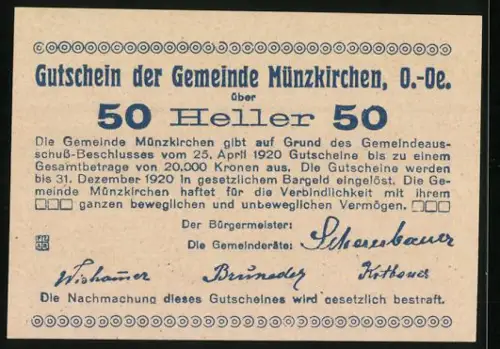 Gutschein der Gemeinde Münzkirchen, O.-Oe.
über
50 Heller 50
Die Gemeinde Münzkirchen gibt auf Grund des Gemeindeaus-
schuß-Beschlusses vom 25. April 1920 Gutscheine bis zu einem
Gesamtbetrage von 20.000 Kronen aus. Die Gutscheine werden
bis 31. Dezember 1920 in gesetzlichem Bargeld eingelöst. Die Ge-
meinde Münzkirchen haftet für die Verbindlichkeit mit ihrem
ganzen beweglichen und unbeweglichen Vermögen.
Der Bürgermeister:
Die Gemeinderäte:
Die Nachmachung dieses Gutscheines wird gesetzlich bestraft.